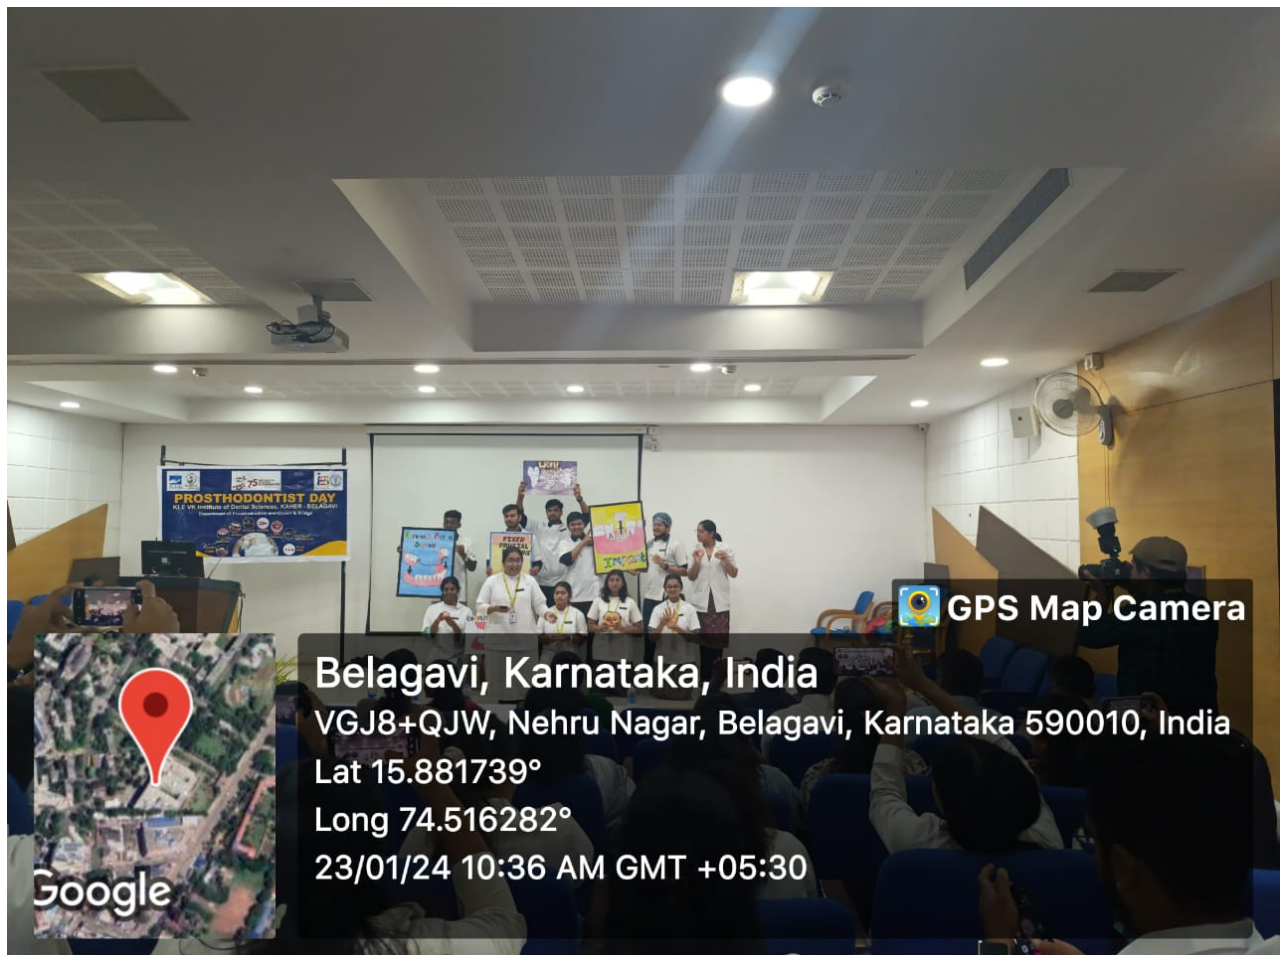 PROSTHODONTIST DAY
KLE VK Institute of Dental Sciences, KAHER - BELAGAVI
75
FIXED
PARTIAL
GPS Map Camera
Belagavi, Karnataka, India
VGJ8+QJW, Nehru Nagar, Belagavi, Karnataka 590010, India
Lat 15.881739°
Long 74.516282°
23/01/24 10:36 AM GMT +05:30
Google